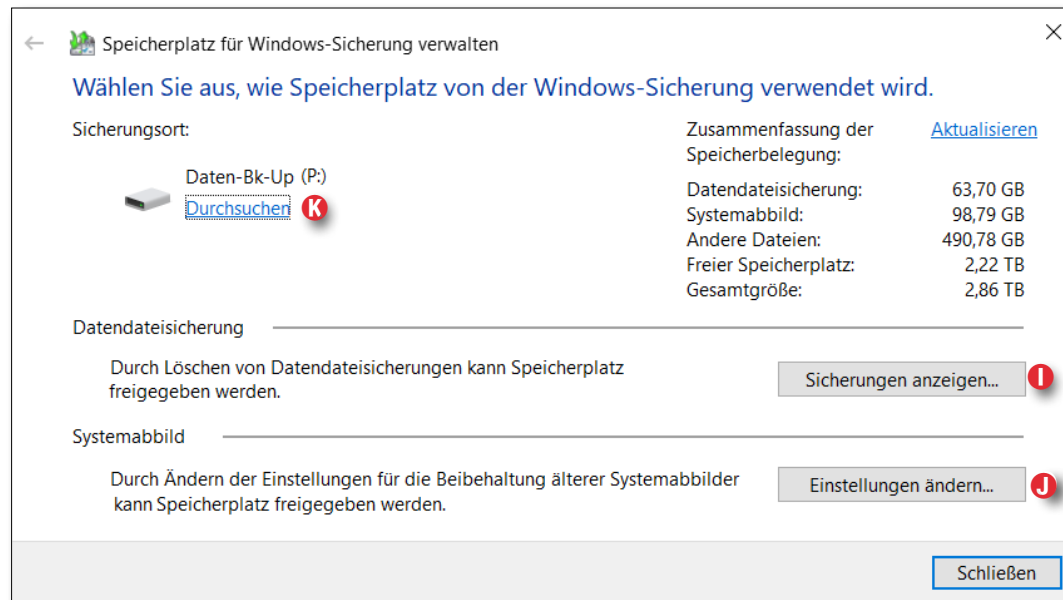 Speicherplatz für Windows-Sicherung verwalten
Wählen Sie aus, wie Speicherplatz von der Windows-Sicherung verwendet wird.
Sicherungsort:
Daten-Bk-Up (P:)
Durchsuchen K
Zusammenfassung der Aktualisieren
Speicherbelegung:
Datendateisicherung: 63,70 GB
Systemabbild: 98,79 GB
Andere Dateien: 490,78 GB
Freier Speicherplatz: 2,22 TB
Gesamtgröße: 2,86 TB
Datendateisicherung
Durch Löschen von Datendateisicherungen kann Speicherplatz
freigegeben werden.
Sicherungen anzeigen... I
Systemabbild
Durch Ändern der Einstellungen für die Beibehaltung älterer Systemabbilder
kann Speicherplatz freigegeben werden.
Einstellungen ändern... J
Schließen